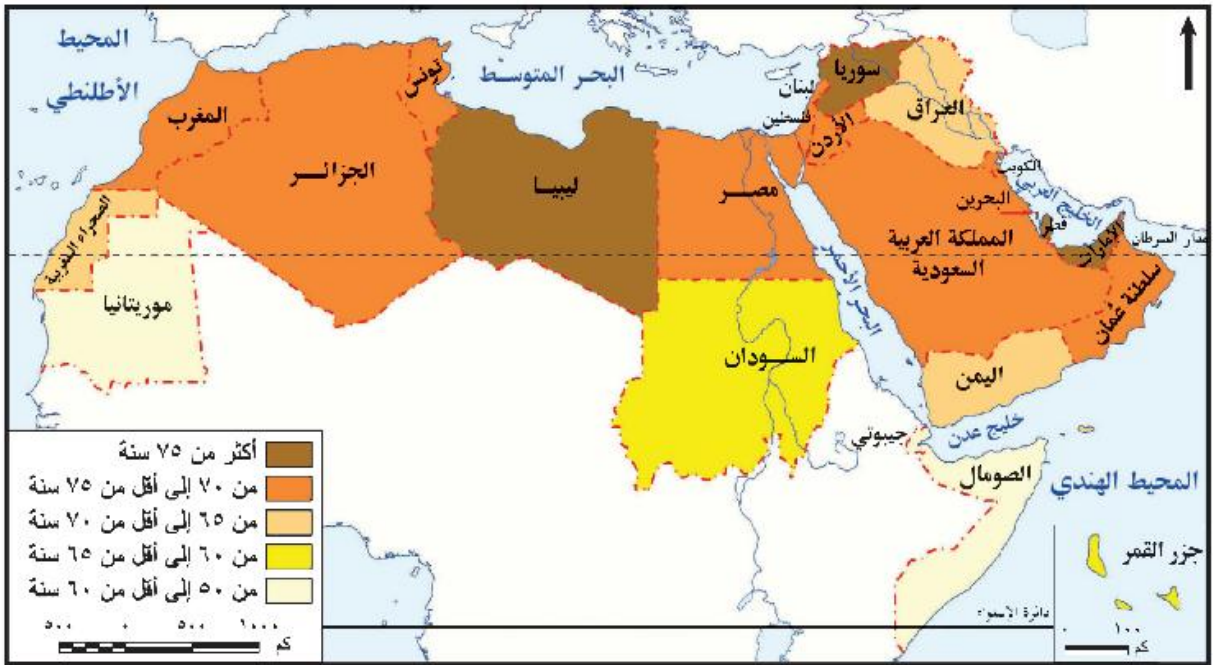 المحيط
الأطلنطي
البحر المتوسط
سوريا
لبنان
فلسطين
الأردن
العراق
تونس
المغرب
الجزائر
ليبيا
مصر
الكويت
الخليج العربي
البحرين
قطر
الأمارات
مدار السرطان
المملكة العربية
السعودية
سلطنة عُمان
الصحراء المغربية
موريتانيا
البحر الأحمر
السودان
اليمن
خليج عدن
جيبوتي
الصومال
المحيط الهندي
جزر القمر
دائرة الاستواء
أكثر من ٧٥ سنة
من ٧٠ إلى أقل من ٧٥ سنة
من ٦٥ إلى أقل من ٧٠ سنة
من ٦٠ إلى أقل من ٦٥ سنة
من ٥٠ إلى أقل من ٦٠ سنة
٥٠٠ ٠ ٥٠٠ ١٠٠٠
كم
٠ ١٠٠
كم